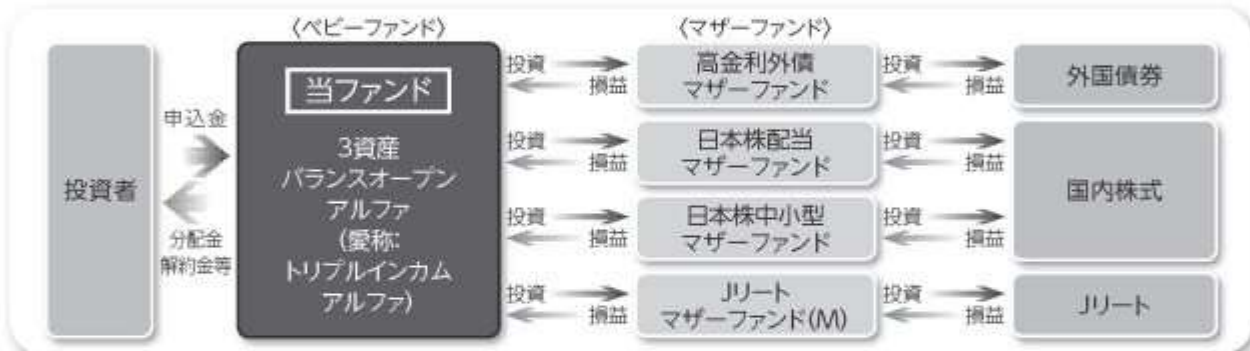 〈ベビーファンド〉
〈マザーファンド〉
投資者
申込金
分配金
解約金等
当ファンド
3資産
バランスオープン
アルファ
(愛称:
トリプルインカム
アルファ)
投資
損益
高金利外債
マザーファンド
投資
損益
外国債券
投資
損益
日本株配当
マザーファンド
投資
損益
国内株式
投資
損益
日本株中小型
マザーファンド
投資
損益
投資
損益
Jリート
マザーファンド(M)
投資
損益
Jリート